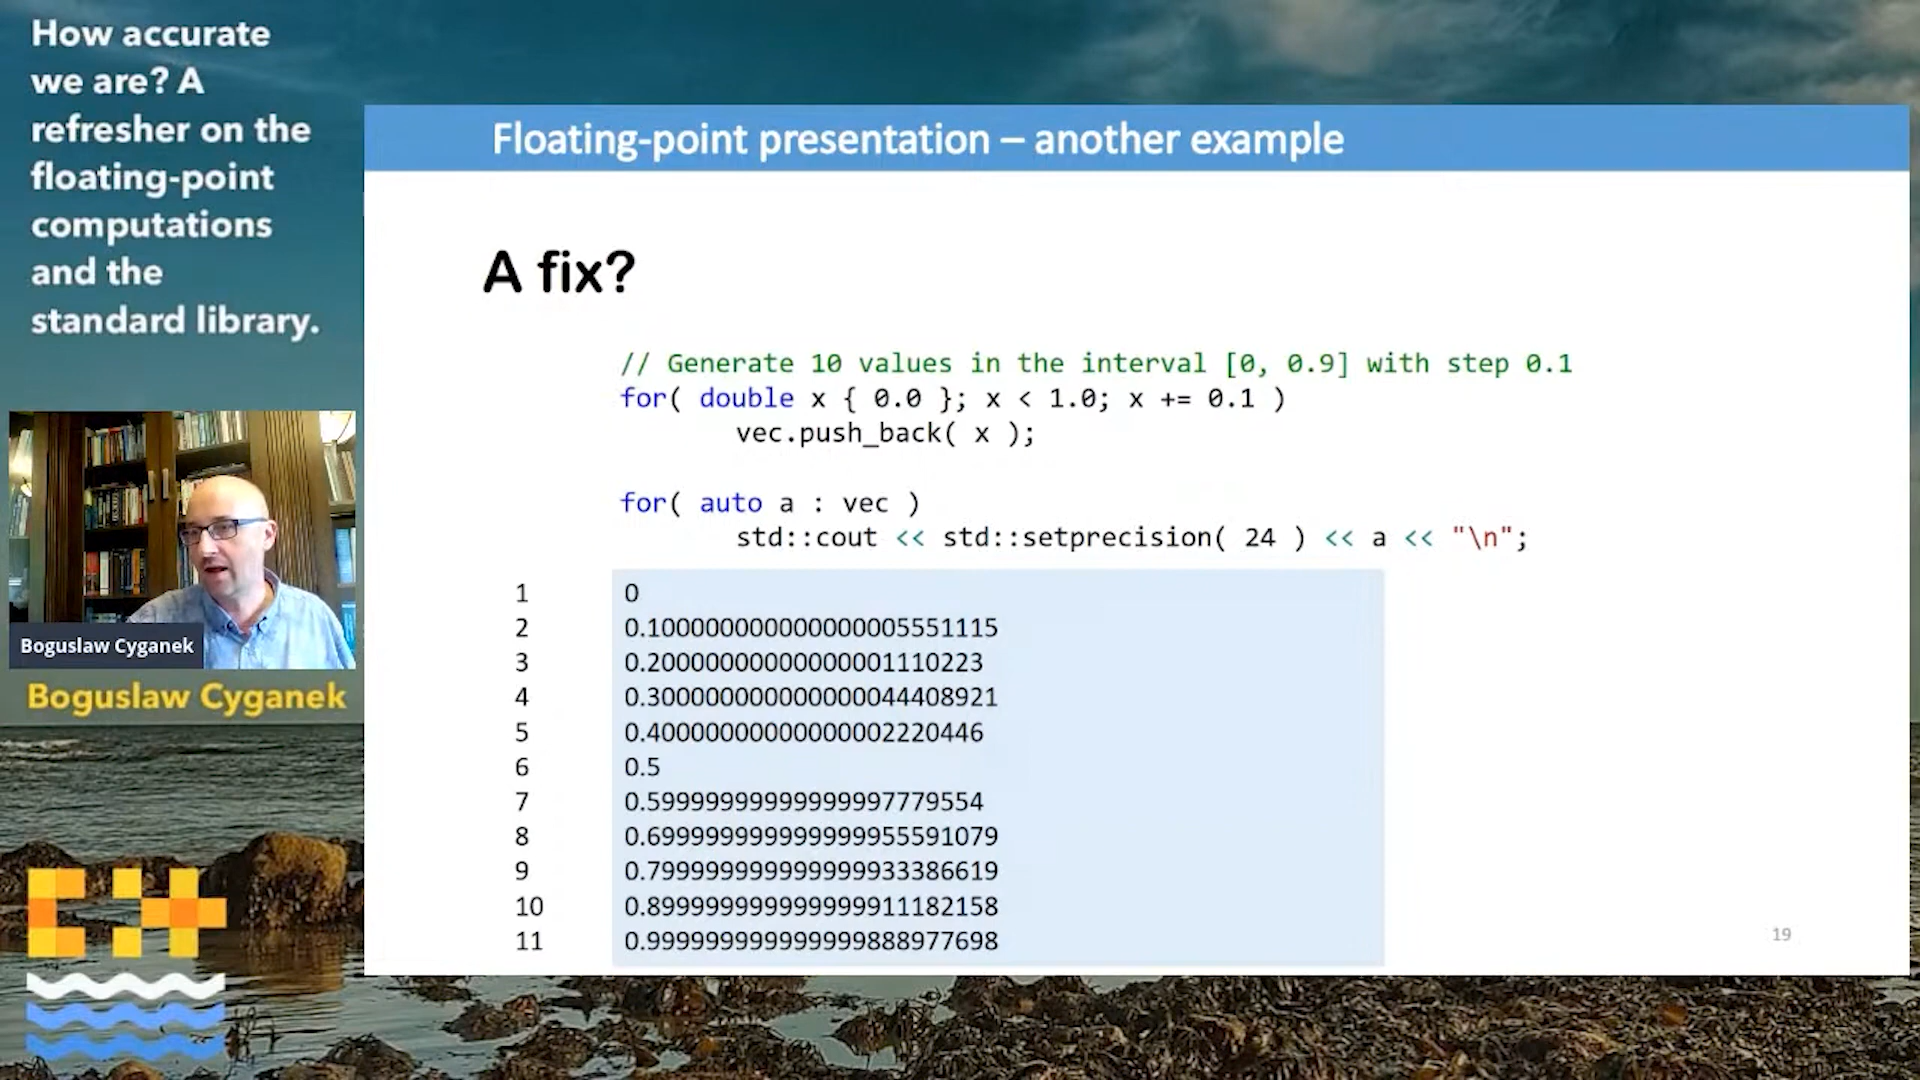 How accurate
we are? A
refresher on the
floating-point
computations
and the
standard library.
Boguslaw Cyganek
Boguslaw Cyganek
Floating-point presentation – another example
A fix?
// Generate 10 values in the interval [0, 0.9] with step 0.1
for( double x { 0.0 }; x < 1.0; x += 0.1 )
vec.push_back( x );
for( auto a : vec )
std::cout << std::setprecision( 24 ) << a << "\n";
1 0
2 0.100000000000000005551115
3 0.20000000000000001110223
4 0.300000000000000044408921
5 0.40000000000000002220446
6 0.5
7 0.59999999999999997779554
8 0.699999999999999955591079
9 0.799999999999999933386619
10 0.899999999999999911182158
11 0.999999999999999888977698
19